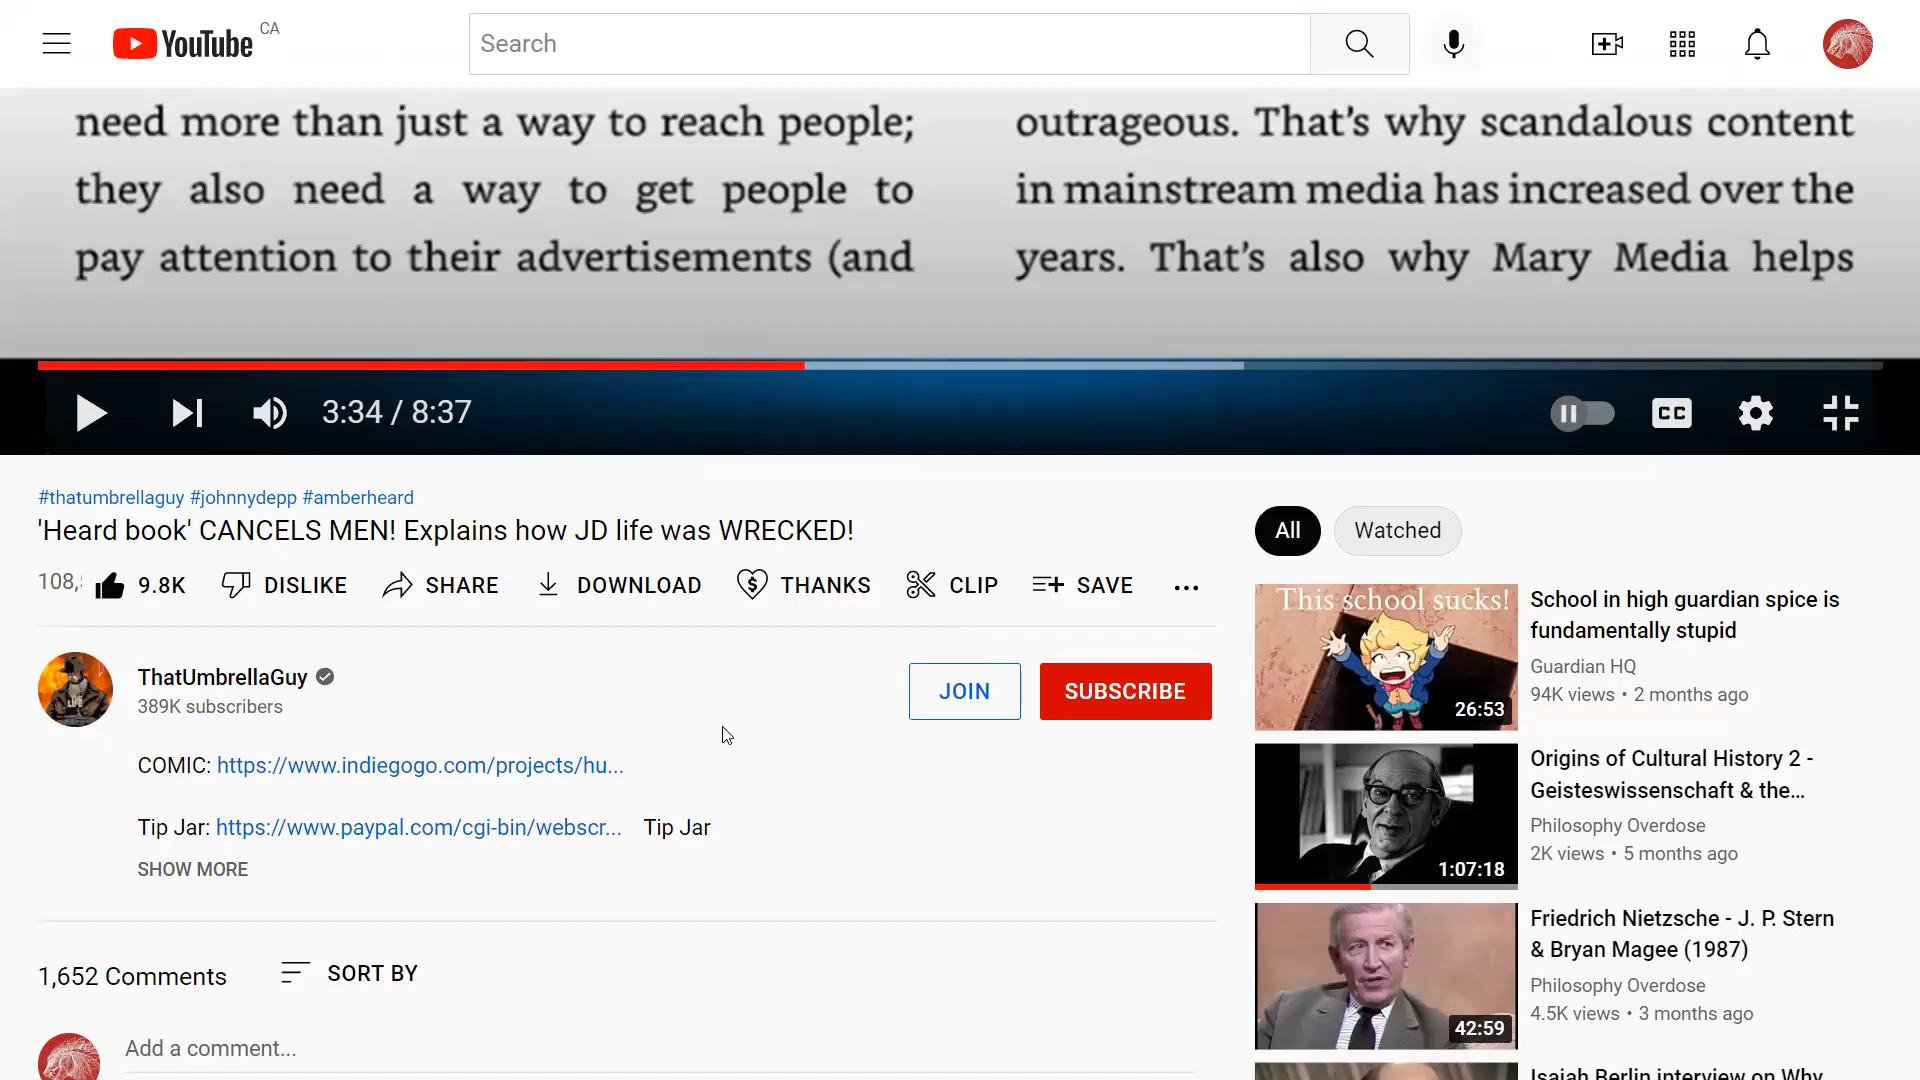 YouTube CA
Search
need more than just a way to reach people;
they also need a way to get people to
pay attention to their advertisements (and
outrageous. That's why scandalous content
in mainstream media has increased over the
years. That's also why Mary Media helps
3:34 / 8:37
CC
#thatumbrellaguy #johnnydepp #amberheard
'Heard book' CANCELS MEN! Explains how JD life was WRECKED!
108, 9.8K DISLIKE SHARE DOWNLOAD THANKS CLIP SAVE ...
ThatUmbrellaGuy
389K subscribers
JOIN
SUBSCRIBE
COMIC: https://www.indiegogo.com/projects/hu...
Tip Jar: https://www.paypal.com/cgi-bin/webscr... Tip Jar
SHOW MORE
1,652 Comments
SORT BY
Add a comment...
All
Watched
This school sucks!
26:53
School in high guardian spice is
fundamentally stupid
Guardian HQ
94K views • 2 months ago
1:07:18
Origins of Cultural History 2 -
Geisteswissenschaft & the...
Philosophy Overdose
2K views • 5 months ago
42:59
Friedrich Nietzsche - J. P. Stern
& Bryan Magee (1987)
Philosophy Overdose
4.5K views • 3 months ago
Isaiah Berlin interview on Why